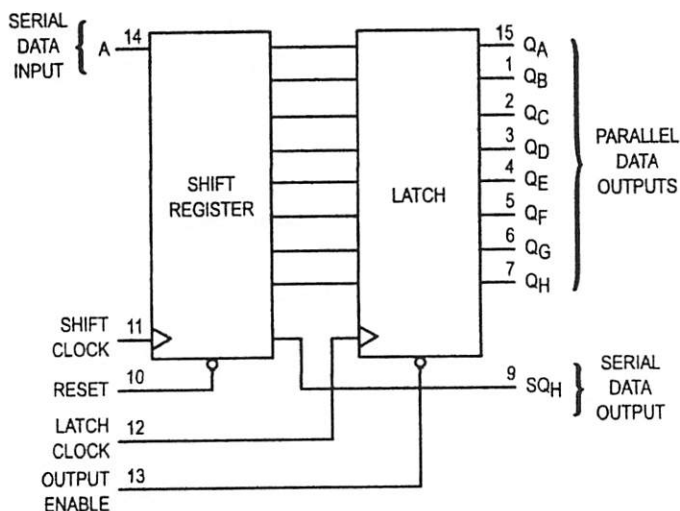 SERIAL
DATA
INPUT
A
14
SHIFT
REGISTER
LATCH
15
QA
1
QB
2
QC
3
QD
4
QE
5
QF
6
QG
7
QH
PARALLEL
DATA
OUTPUTS
SHIFT
CLOCK
11
RESET
10
LATCH
CLOCK
12
OUTPUT
ENABLE
13
9
SQH
SERIAL
DATA
OUTPUT